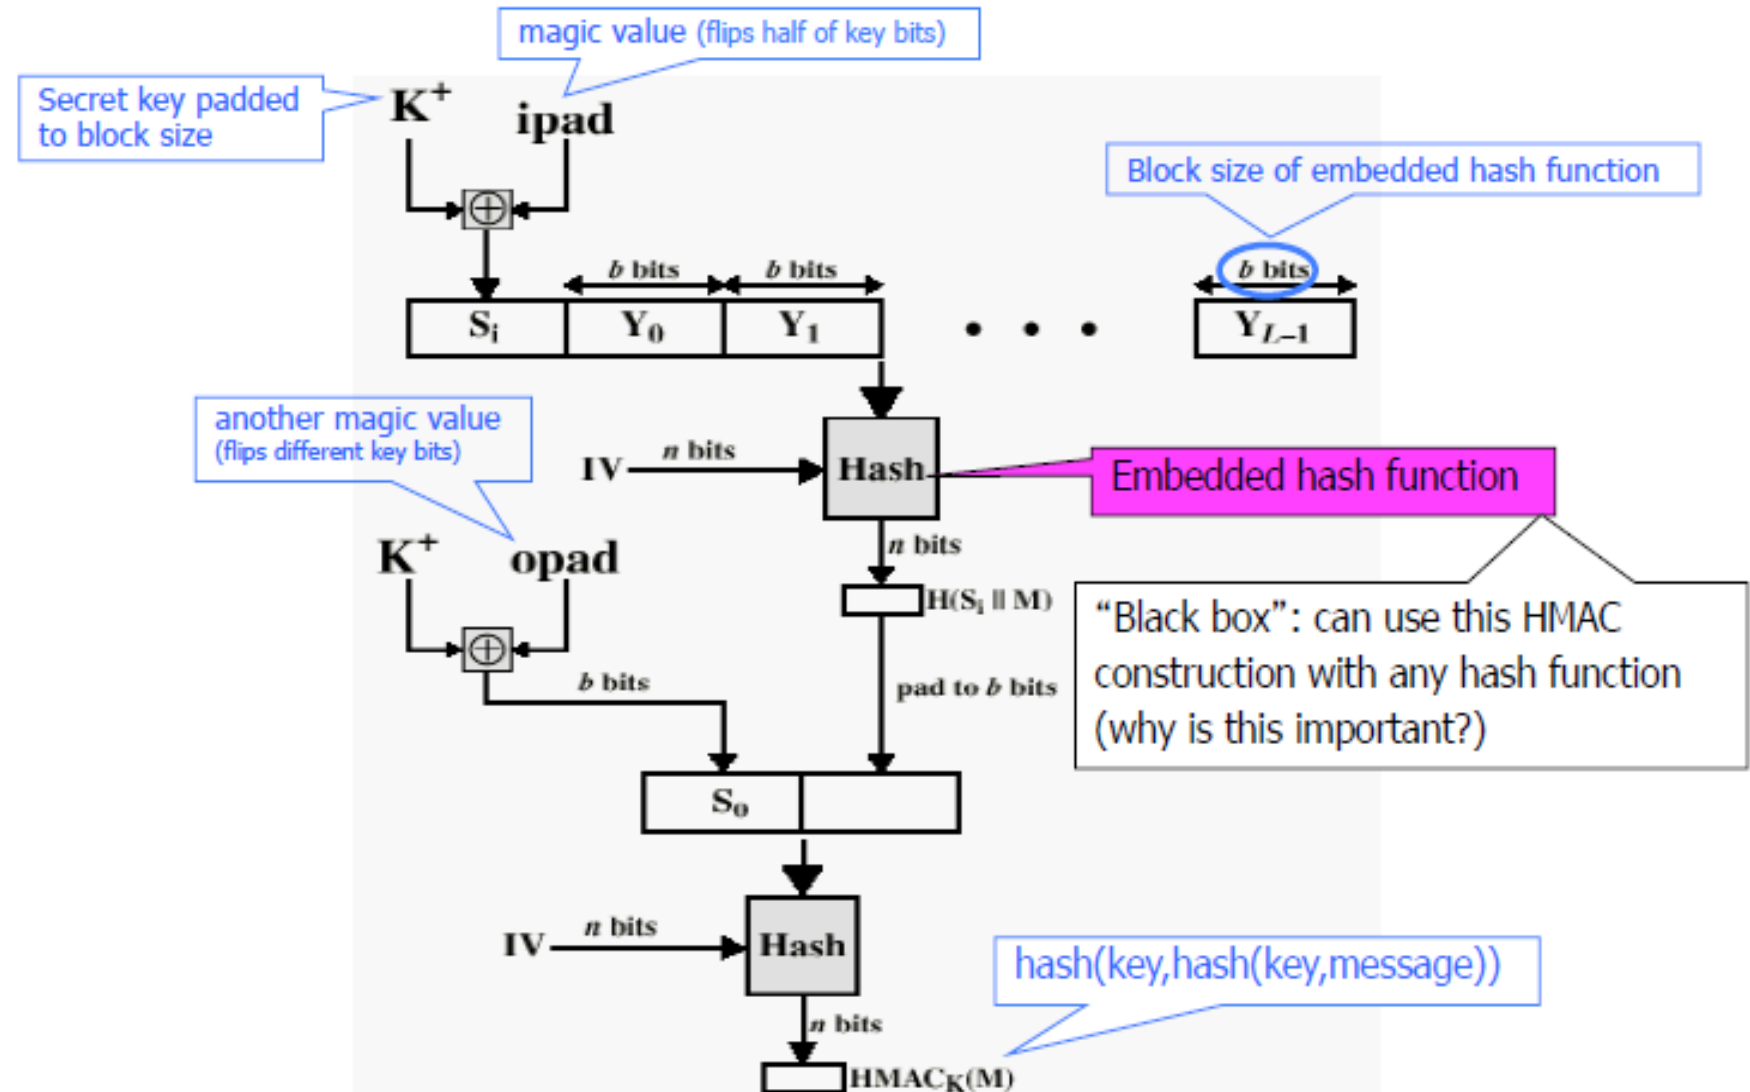 magic value (flips half of key bits)
Secret key padded
to block size
K+
ipad
Block size of embedded hash function
b bits
b bits
b bits
Si
Y0
Y1
• • •
YL−1
another magic value
(flips different key bits)
IV
n bits
Hash
Embedded hash function
K+
opad
n bits
H(Si || M)
“Black box”: can use this HMAC
construction with any hash function
(why is this important?)
b bits
pad to b bits
So
IV
n bits
Hash
hash(key,hash(key,message))
n bits
HMACK(M)